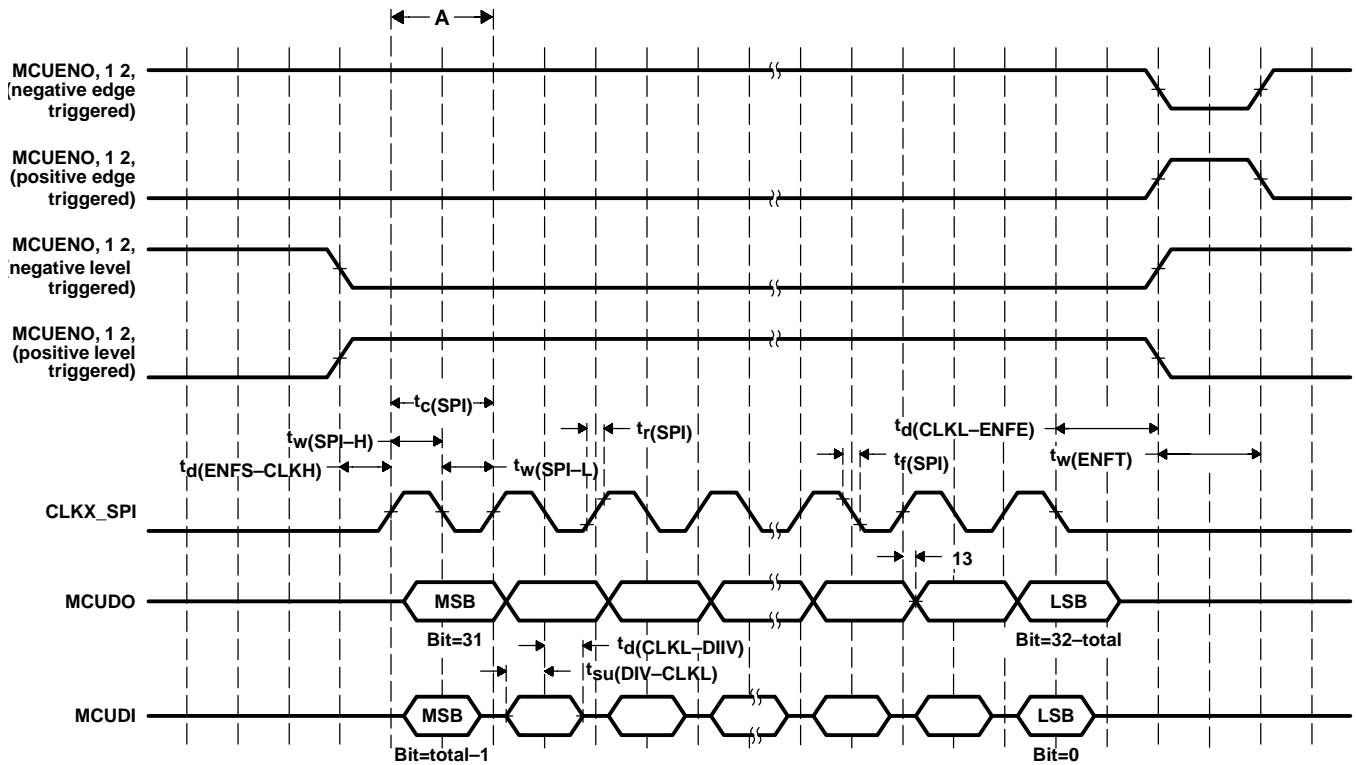 A
MCUENO, 1 2,
(negative edge
triggered)
MCUENO, 1 2,
(positive edge
triggered)
MCUENO, 1 2,
(negative level
triggered)
MCUENO, 1 2,
(positive level
triggered)
tc(SPI)
tw(SPI–H)
tr(SPI)
td(CLKL–ENFE)
td(ENFS–CLKH)
tw(SPI–L)
tf(SPI)
tw(ENFT)
CLKX_SPI
13
MCUDO
MSB
LSB
Bit=31
Bit=32–total
td(CLKL–DIIV)
tsu(DIV–CLKL)
MCUDI
MSB
LSB
Bit=total–1
Bit=0